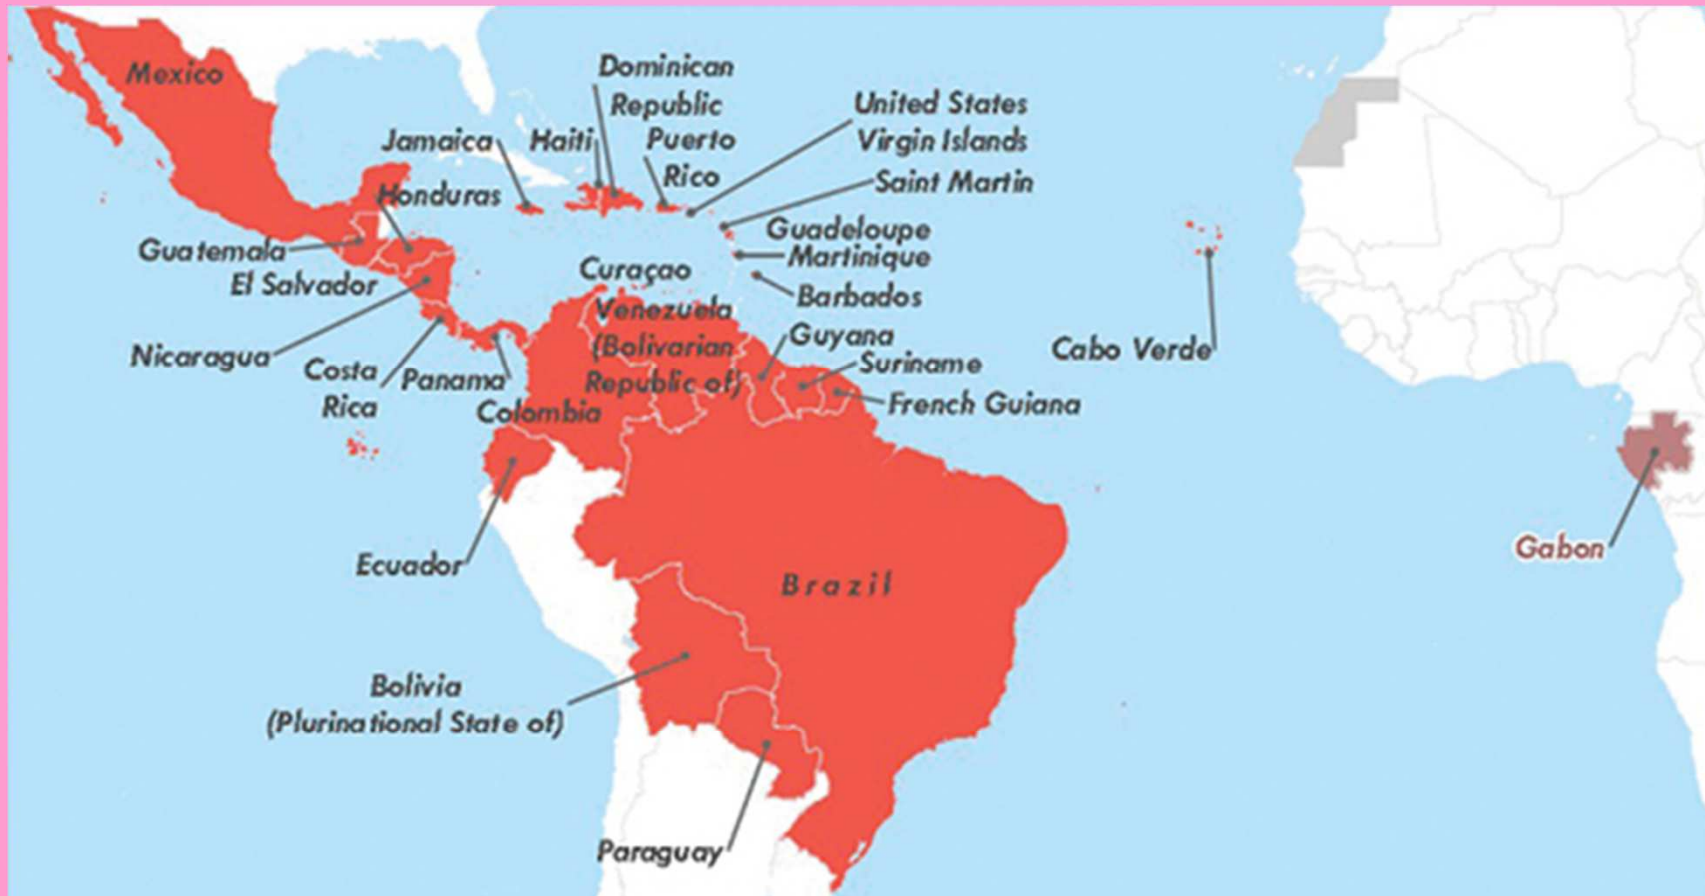 Mexico
Dominican
Republic
Jamaica
Haiti
Puerto
Rico
United States
Virgin Islands
Saint Martin
Honduras
Guadeloupe
Martinique
Guatemala
El Salvador
Curaçao
Barbados
Venezuela
(Bolivarian
Republic of)
Guyana
Suriname
French Guiana
Nicaragua
Costa
Rica
Panama
Colombia
Cabo Verde
Gabon
Ecuador
Brazil
Bolivia
(Plurinational State of)
Paraguay